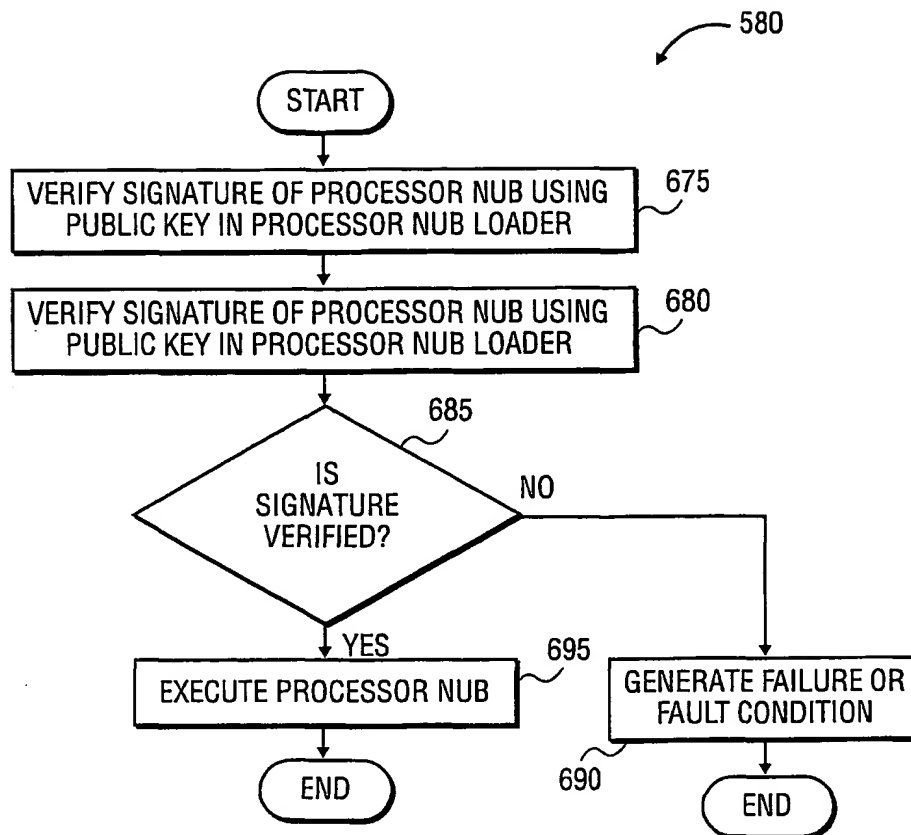 580
START
VERIFY SIGNATURE OF PROCESSOR NUB USING
PUBLIC KEY IN PROCESSOR NUB LOADER
675
VERIFY SIGNATURE OF PROCESSOR NUB USING
PUBLIC KEY IN PROCESSOR NUB LOADER
680
685
IS
SIGNATURE
VERIFIED?
NO
YES
EXECUTE PROCESSOR NUB
695
GENERATE FAILURE OR
FAULT CONDITION
690
END
END